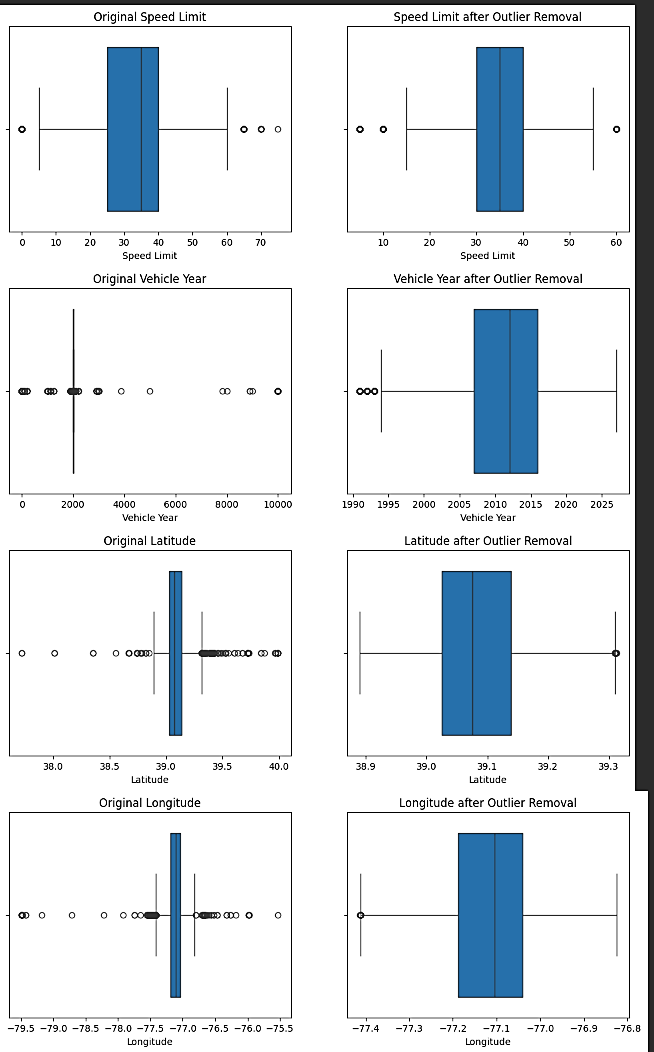 Original Speed Limit
0 10 20 30 40 50 60 70
Speed Limit
Speed Limit after Outlier Removal
10 20 30 40 50 60
Speed Limit
Original Vehicle Year
0 2000 4000 6000 8000 10000
Vehicle Year
Vehicle Year after Outlier Removal
1990 1995 2000 2005 2010 2015 2020 2025
Vehicle Year
Original Latitude
38.0 38.5 39.0 39.5 40.0
Latitude
Latitude after Outlier Removal
38.9 39.0 39.1 39.2 39.3
Latitude
Original Longitude
−79.5 −79.0 −78.5 −78.0 −77.5 −77.0 −76.5 −76.0 −75.5
Longitude
Longitude after Outlier Removal
−77.4 −77.3 −77.2 −77.1 −77.0 −76.9 −76.8
Longitude